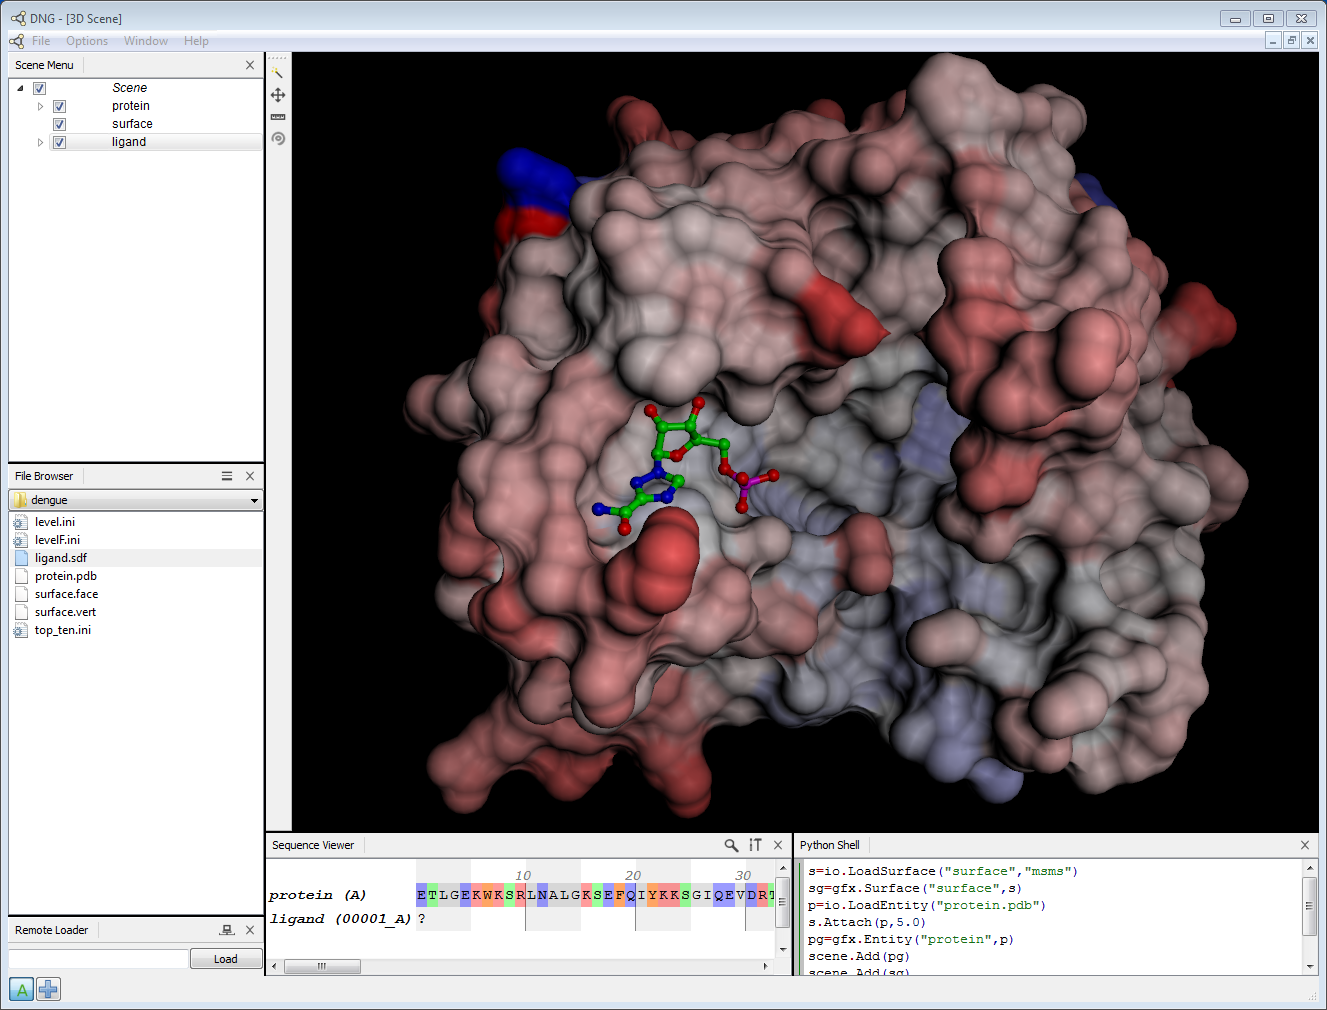 DNG - [3D Scene]
File Options Window Help
Scene Menu
Scene
protein
surface
ligand
File Browser
dengue
level.ini
levelF.ini
ligand.sdf
protein.pdb
surface.face
surface.vert
top_ten.ini
Remote Loader
Load
A
Sequence Viewer
10 20 30
protein (A) ETLGEKWKSRLNALGKSEFQIYKKSGIQEVDRT
ligand (00001_A) ?
Python Shell
s=io.LoadSurface("surface","msms")
sg=gfx.Surface("surface",s)
p=io.LoadEntity("protein.pdb")
s.Attach(p,5.0)
pg=gfx.Entity("protein",p)
scene.Add(pg)
scene.Add(sg)